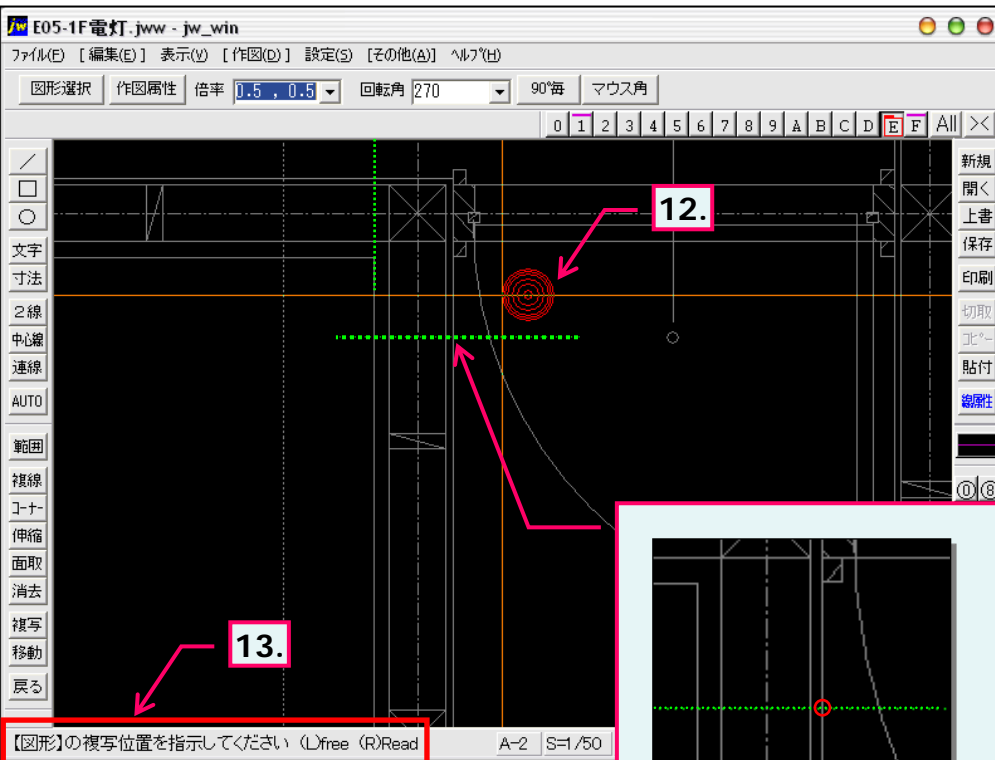 jw E05-1F電灯.jww - jw_win
ファイル(F) [編集(E)] 表示(V) [作図(D)] 設定(S) [その他(A)] ヘルプ(H)
図形選択 作図属性 倍率 0.5 , 0.5 回転角 270 90°毎 マウス角
0 1 2 3 4 5 6 7 8 9 A B C D E F All ><
／
□
○
文字
寸法
２線
中心線
連線
AUTO
範囲
複線
コーナー
伸縮
面取
消去
複写
移動
戻る
12.
13.
新規
開く
上書
保存
印刷
切取
コピー
貼付
線属性
⓪⑧
【図形】の複写位置を指示してください (L)free (R)Read
A-2 S=1/50